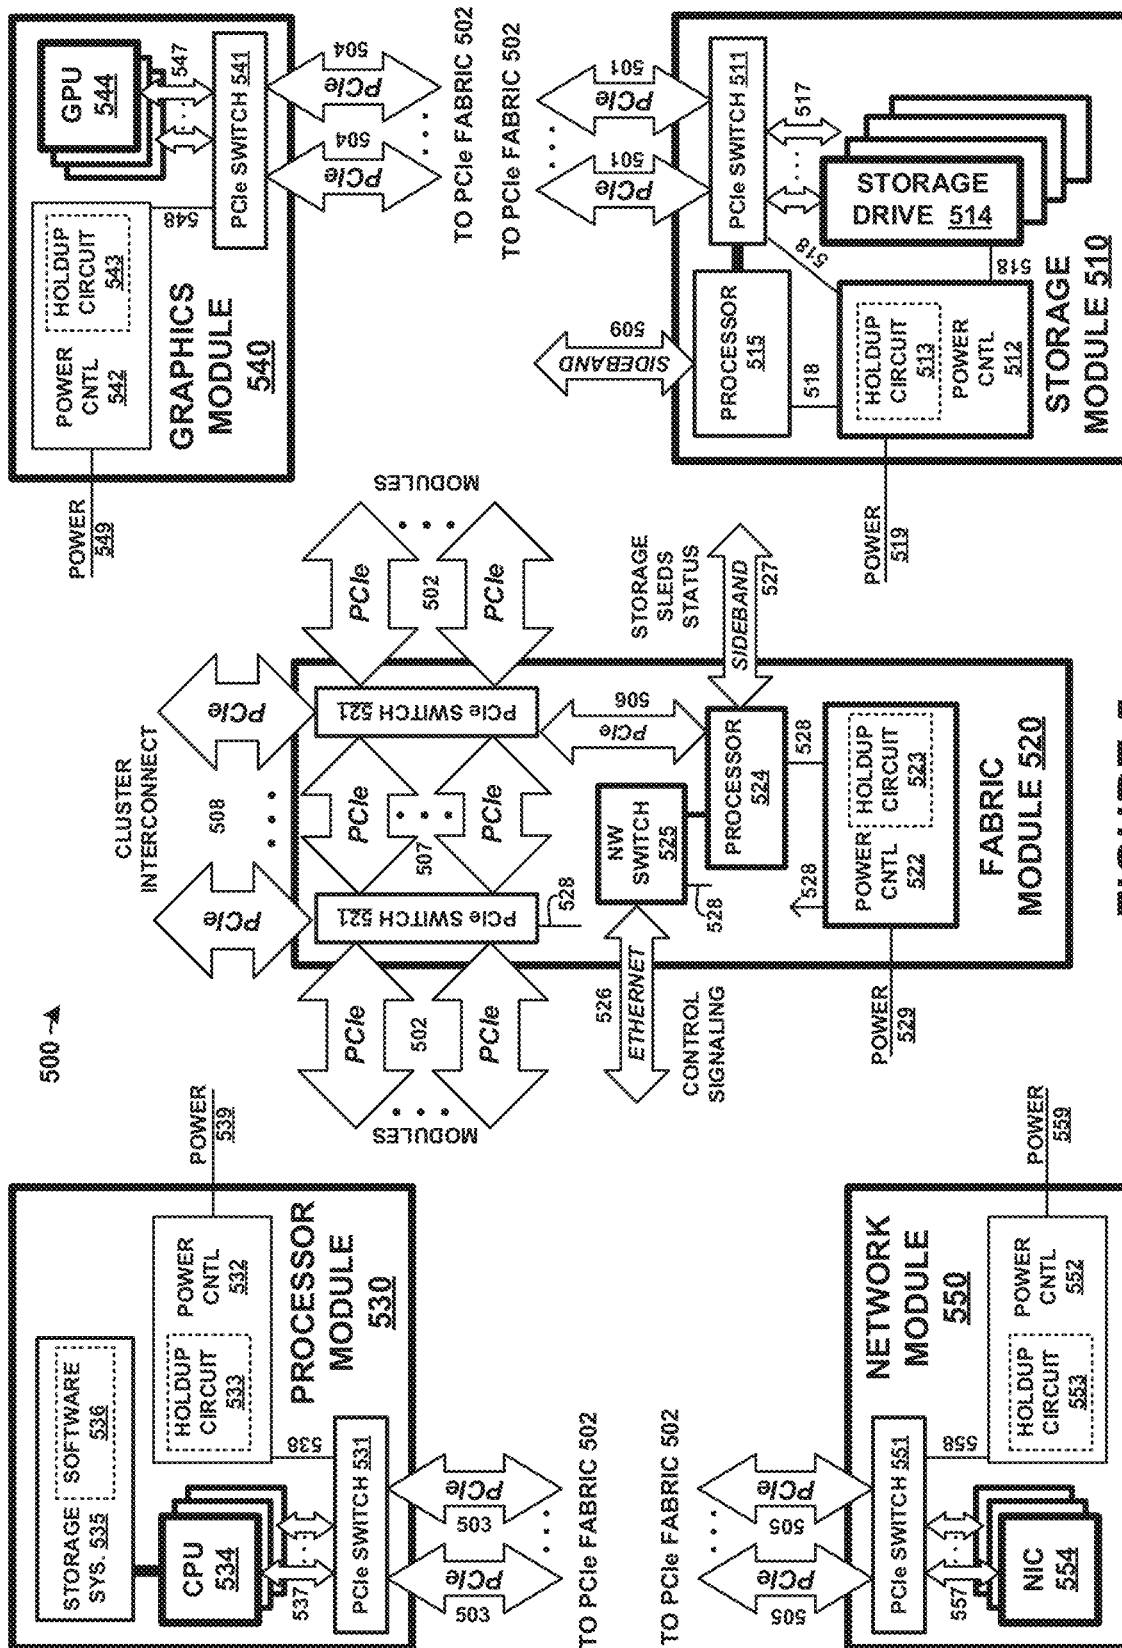 500
STORAGE
SYS. 535
SOFTWARE
536
CPU
534
537
HOLDUP
CIRCUIT
533
POWER
CNTL
532
POWER
539
538
PROCESSOR
MODULE
530
PCIe SWITCH 531
503
PCIe
503
PCIe
. . .
TO PCIe FABRIC 502
POWER
549
POWER
CNTL
542
HOLDUP
CIRCUIT
543
GPU
544
547
548
GRAPHICS
MODULE
540
PCIe SWITCH 541
504
PCIe
504
PCIe
. . .
TO PCIe FABRIC 502
CLUSTER
INTERCONNECT
508
PCIe
. . .
PCIe
MODULES
. . .
PCIe
502
PCIe
PCIe SWITCH 521
528
PCIe
507
. . .
PCIe
PCIe SWITCH 521
PCIe
502
PCIe
MODULES
. . .
506
PCIe
526
ETHERNET
CONTROL
SIGNALING
NW
SWITCH
525
528
PROCESSOR
524
STORAGE
SLEDS
STATUS
SIDEBAND
527
528
528
POWER
529
POWER
CNTL
522
HOLDUP
CIRCUIT
523
FABRIC
MODULE 520
TO PCIe FABRIC 502
. . .
PCIe
505
PCIe
505
PCIe SWITCH 551
557
NIC
554
558
NETWORK
MODULE
550
HOLDUP
CIRCUIT
553
POWER
CNTL
552
POWER
559
TO PCIe FABRIC 502
. . .
501
PCIe
501
PCIe
509
SIDEBAND
PROCESSOR
515
PCIe SWITCH 511
517
518
518
518
STORAGE
DRIVE 514
POWER
519
HOLDUP
CIRCUIT
513
POWER
CNTL
512
STORAGE
MODULE 510